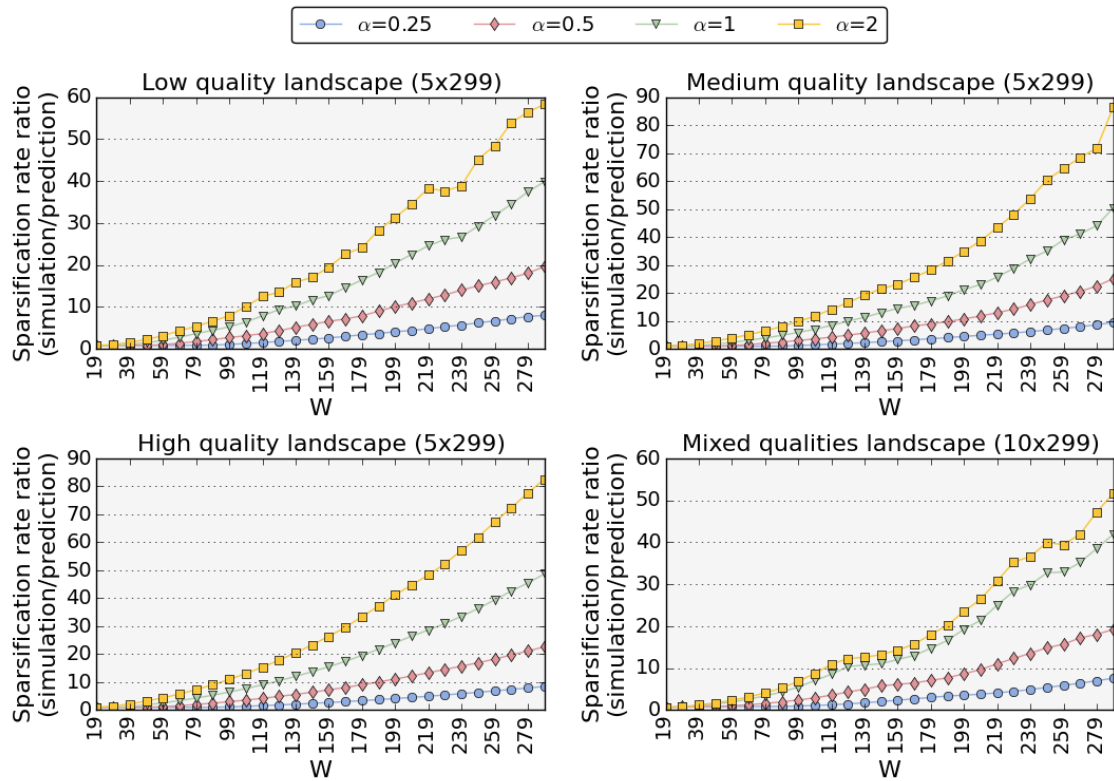 α=0.25 α=0.5 α=1 α=2
Low quality landscape (5x299)
Sparsification rate ratio
(simulation/prediction)
60
50
40
30
20
10
0
19 39 59 79 99 119 139 159 179 199 219 239 259 279
W
Medium quality landscape (5x299)
Sparsification rate ratio
(simulation/prediction)
90
80
70
60
50
40
30
20
10
0
19 39 59 79 99 119 139 159 179 199 219 239 259 279
W
High quality landscape (5x299)
Sparsification rate ratio
(simulation/prediction)
90
80
70
60
50
40
30
20
10
0
19 39 59 79 99 119 139 159 179 199 219 239 259 279
W
Mixed qualities landscape (10x299)
Sparsification rate ratio
(simulation/prediction)
60
50
40
30
20
10
0
19 39 59 79 99 119 139 159 179 199 219 239 259 279
W